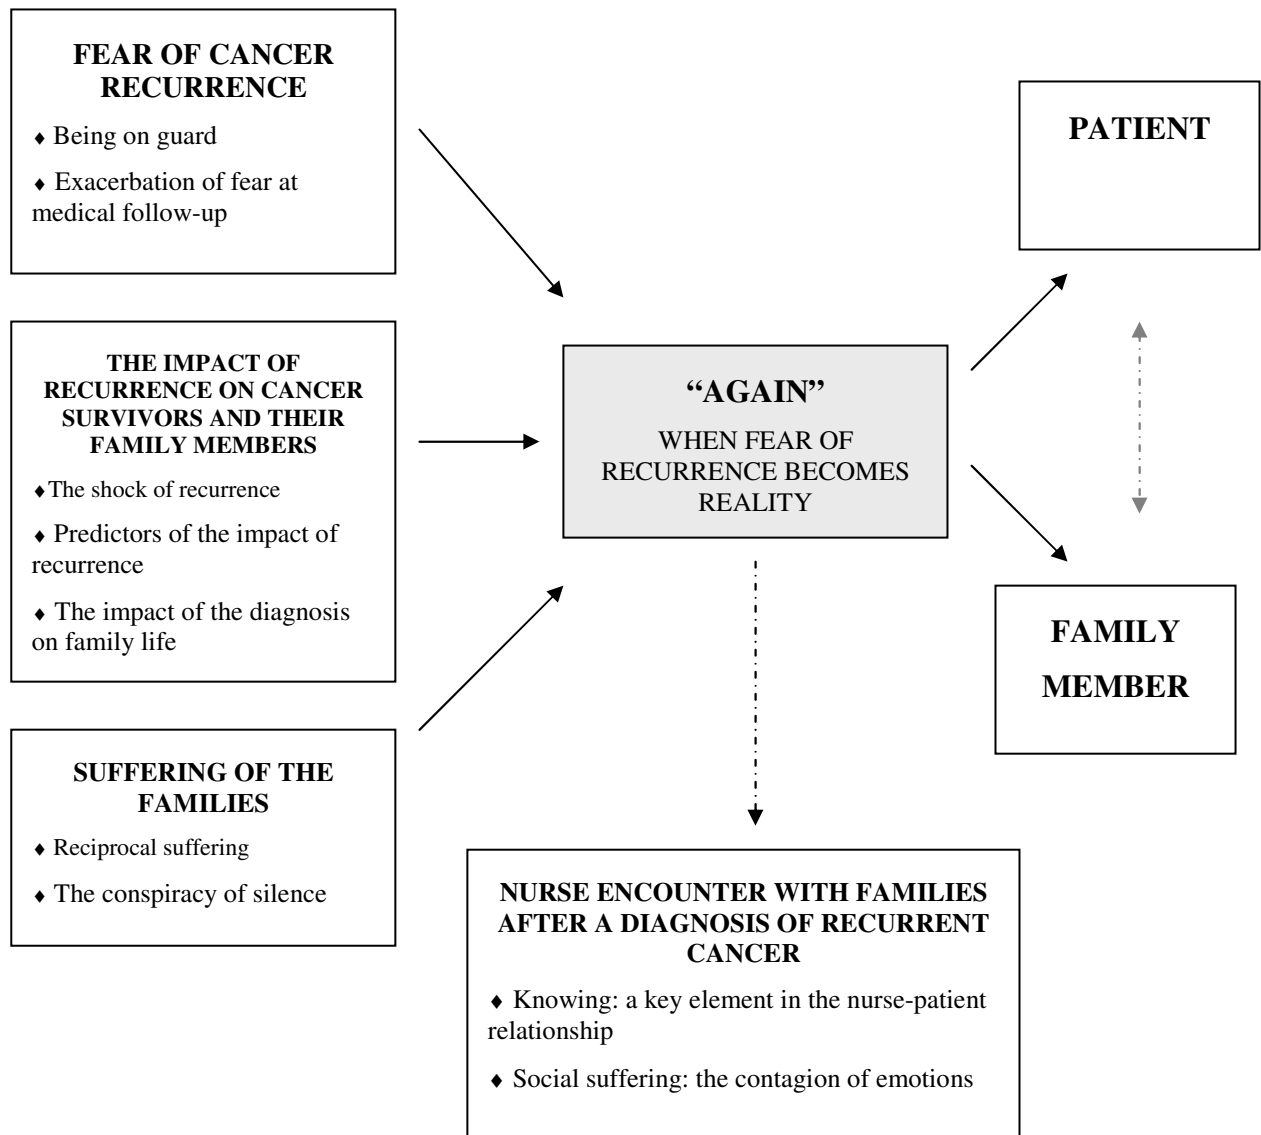 FEAR OF CANCER
RECURRENCE
♦ Being on guard
♦ Exacerbation of fear at
medical follow-up
THE IMPACT OF
RECURRENCE ON CANCER
SURVIVORS AND THEIR
FAMILY MEMBERS
♦The shock of recurrence
♦ Predictors of the impact of
recurrence
♦ The impact of the diagnosis
on family life
SUFFERING OF THE
FAMILIES
♦ Reciprocal suffering
♦ The conspiracy of silence
“AGAIN”
WHEN FEAR OF
RECURRENCE BECOMES
REALITY
PATIENT
FAMILY
MEMBER
NURSE ENCOUNTER WITH FAMILIES
AFTER A DIAGNOSIS OF RECURRENT
CANCER
♦ Knowing: a key element in the nurse-patient
relationship
♦ Social suffering: the contagion of emotions